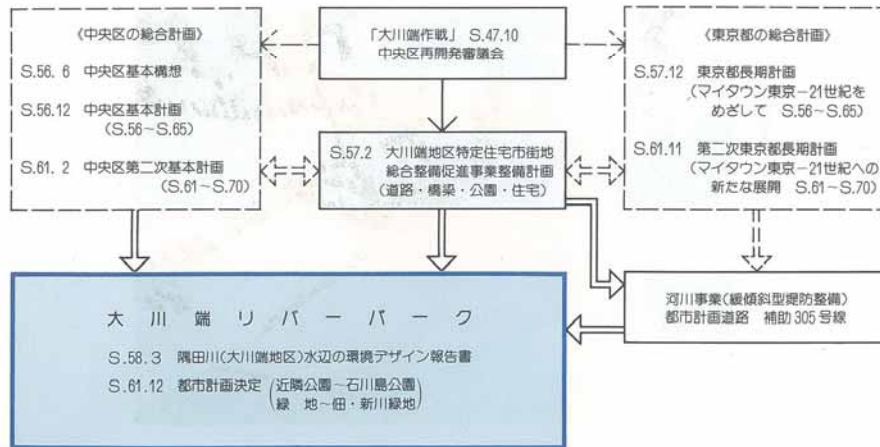 《中央区の総合計画》
S.56. 6 中央区基本構想
S.56.12 中央区基本計画
(S.56~S.65)
S.61. 2 中央区第二次基本計画
(S.61~S.70)
「大川端作戦」 S.47.10
中央区再開発審議会
S.57.2 大川端地区特定住宅市街地
総合整備促進事業整備計画
(道路・橋梁・公園・住宅)
《東京都の総合計画》
S.57.12 東京都長期計画
(マイタウン東京-21世紀を
めざして S.56~S.65)
S.61.11 第二次東京都長期計画
(マイタウン東京-21世紀への
新たな展開 S.61~S.70)
河川事業(緩傾斜型堤防整備)
都市計画道路 補助305号線
大川端リバーパーク
S.58.3 隅田川(大川端地区)水辺の環境デザイン報告書
S.61.12 都市計画決定(近隣公園~石川島公園
緑 地~佃・新川緑地)